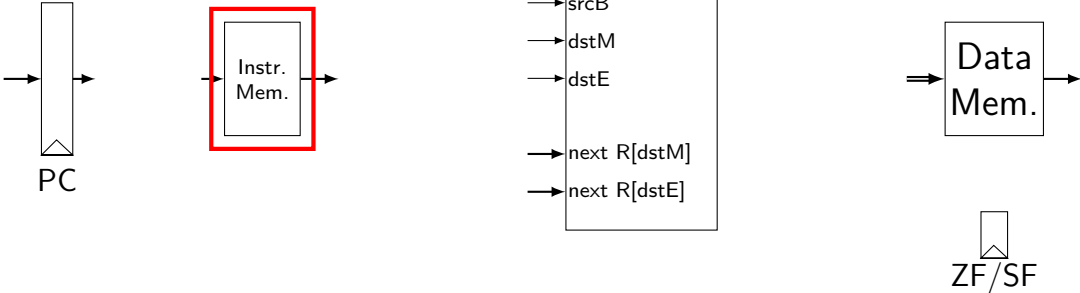 PC
Instr.
Mem.
srcB
dstM
dstE
next R[dstM]
next R[dstE]
Data
Mem.
ZF/SF